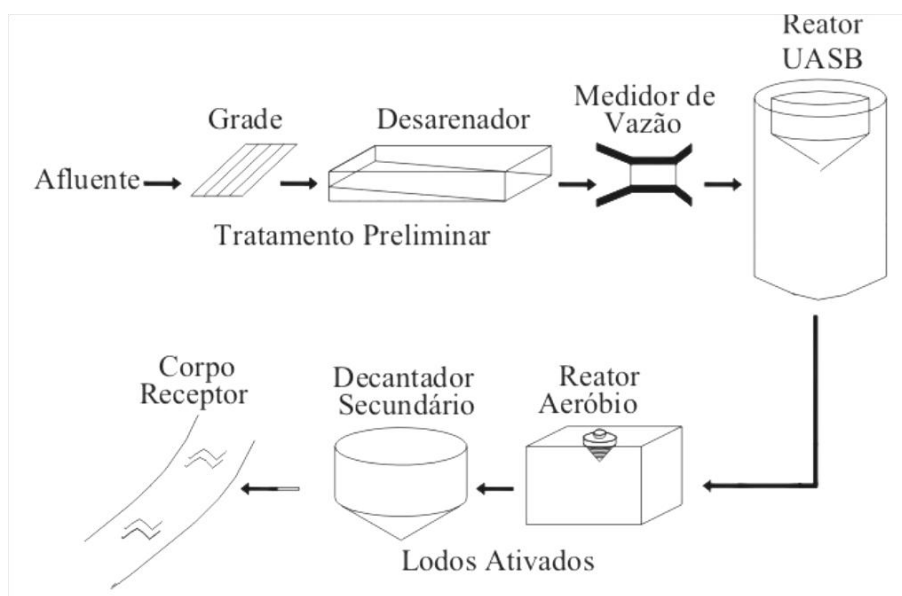 Reator
UASB
Medidor de
Vazão
Grade
Desarenador
Afluente
Tratamento Preliminar
Corpo
Receptor
Decantador
Secundário
Reator
Aeróbio
Lodos Ativados